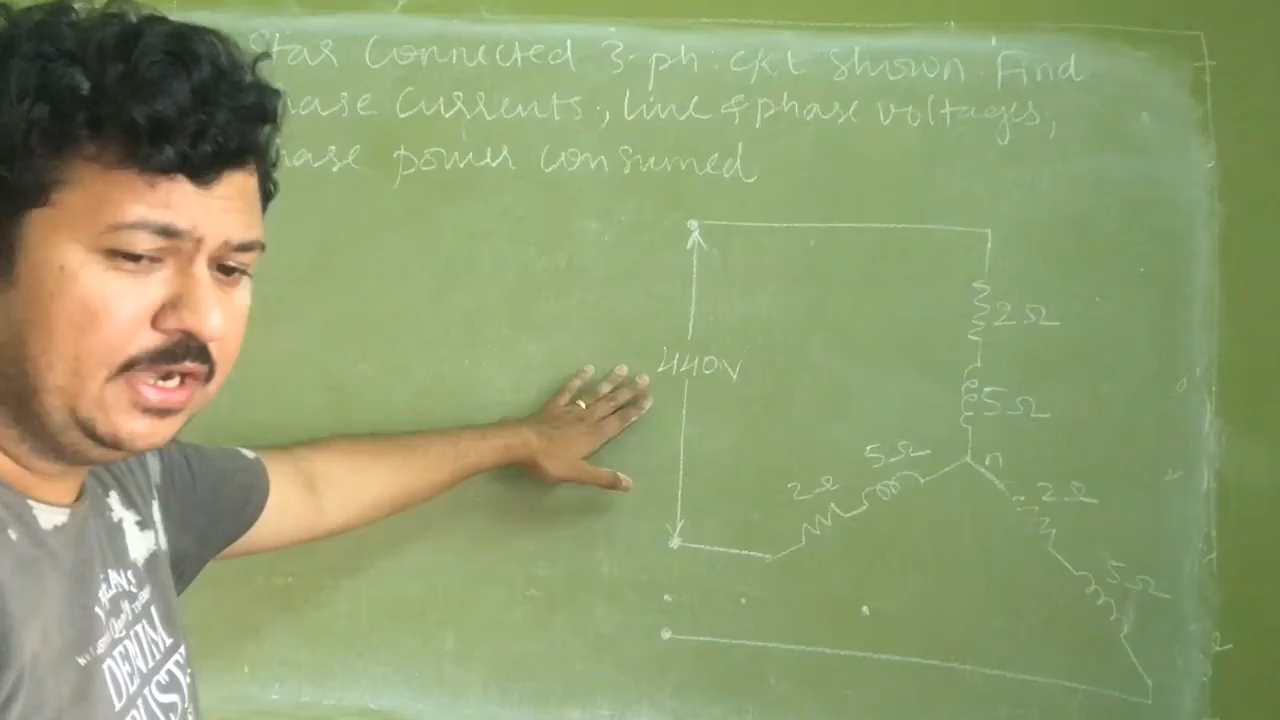 Star Connected 3-ph. ckt shown. Find
hase Currents, line & phase voltages,
hase power consumed
2Ω
440V
5Ω
5Ω
n
2Ω
2Ω
5Ω
DENIM